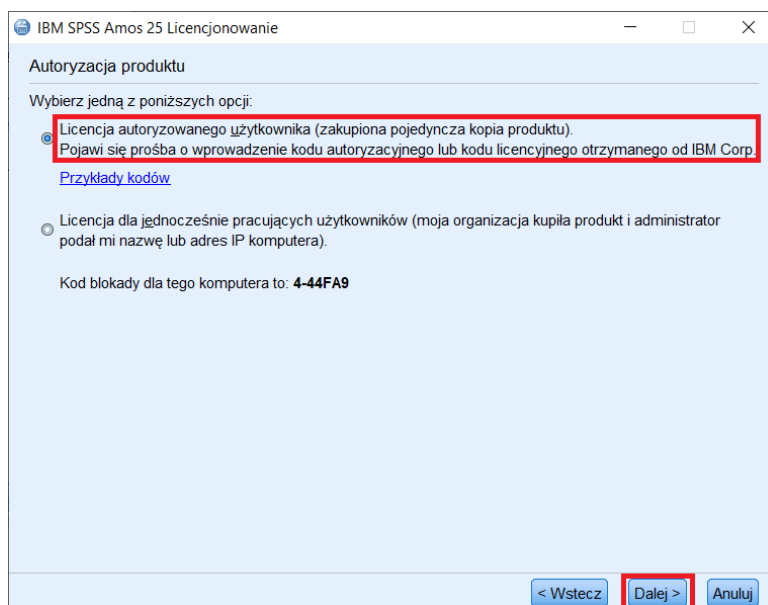 IBM SPSS Amos 25 Licencjonowanie
Autoryzacja produktu
Wybierz jedną z poniższych opcji:
Licencja autoryzowanego użytkownika (zakupiona pojedyncza kopia produktu).
Pojawi się prośba o wprowadzenie kodu autoryzacyjnego lub kodu licencyjnego otrzymanego od IBM Corp.
Przykłady kodów
Licencja dla jednocześnie pracujących użytkowników (moja organizacja kupiła produkt i administrator
podał mi nazwę lub adres IP komputera).
Kod blokady dla tego komputera to: 4-44FA9
< Wstecz Dalej > Anuluj